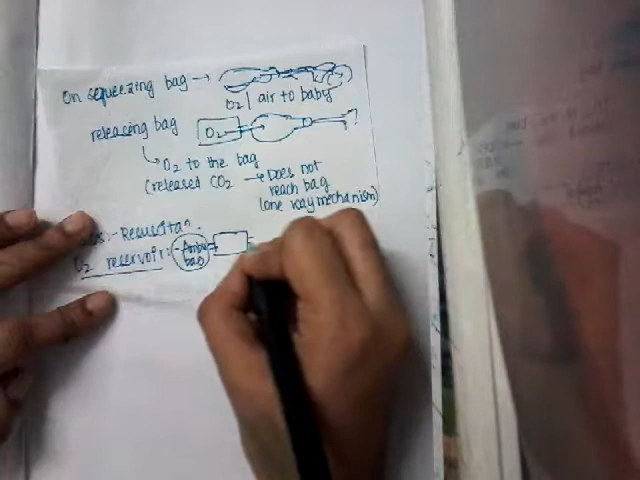 On squeezing bag →
O2 | air to baby
releasing bag
O2
O2 to the bag
(released CO2 → Does not
reach bag
(one way mechanism)
O2 reservoir:- Ambu
bag